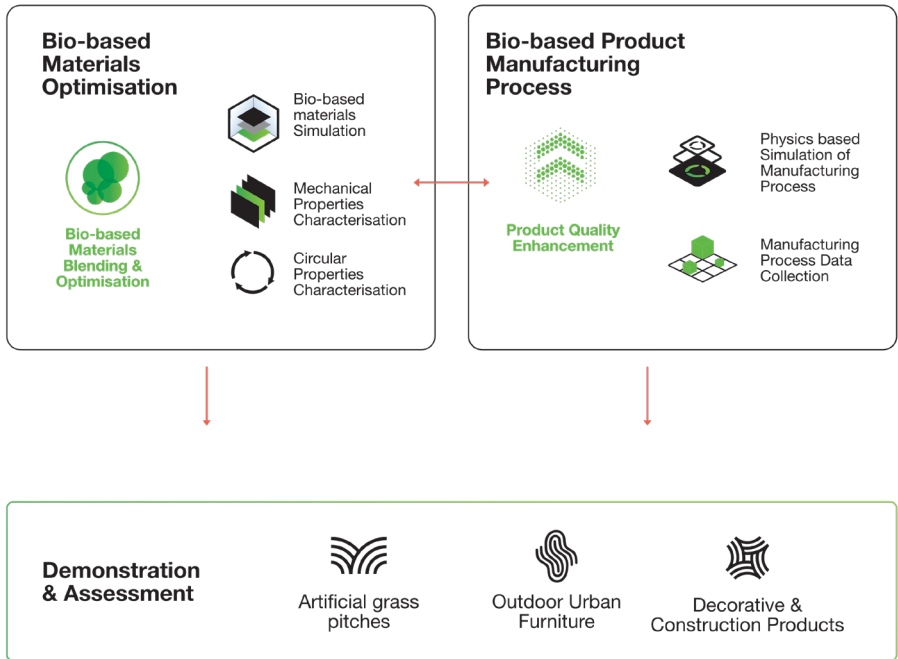 Bio-based
Materials
Optimisation
Bio-based
Materials
Blending &
Optimisation
Bio-based
materials
Simulation
Mechanical
Properties
Characterisation
Circular
Properties
Characterisation
Bio-based Product
Manufacturing
Process
Product Quality
Enhancement
Physics based
Simulation of
Manufacturing
Process
Manufacturing
Process Data
Collection
Demonstration
& Assessment
Artificial grass
pitches
Outdoor Urban
Furniture
Decorative &
Construction Products